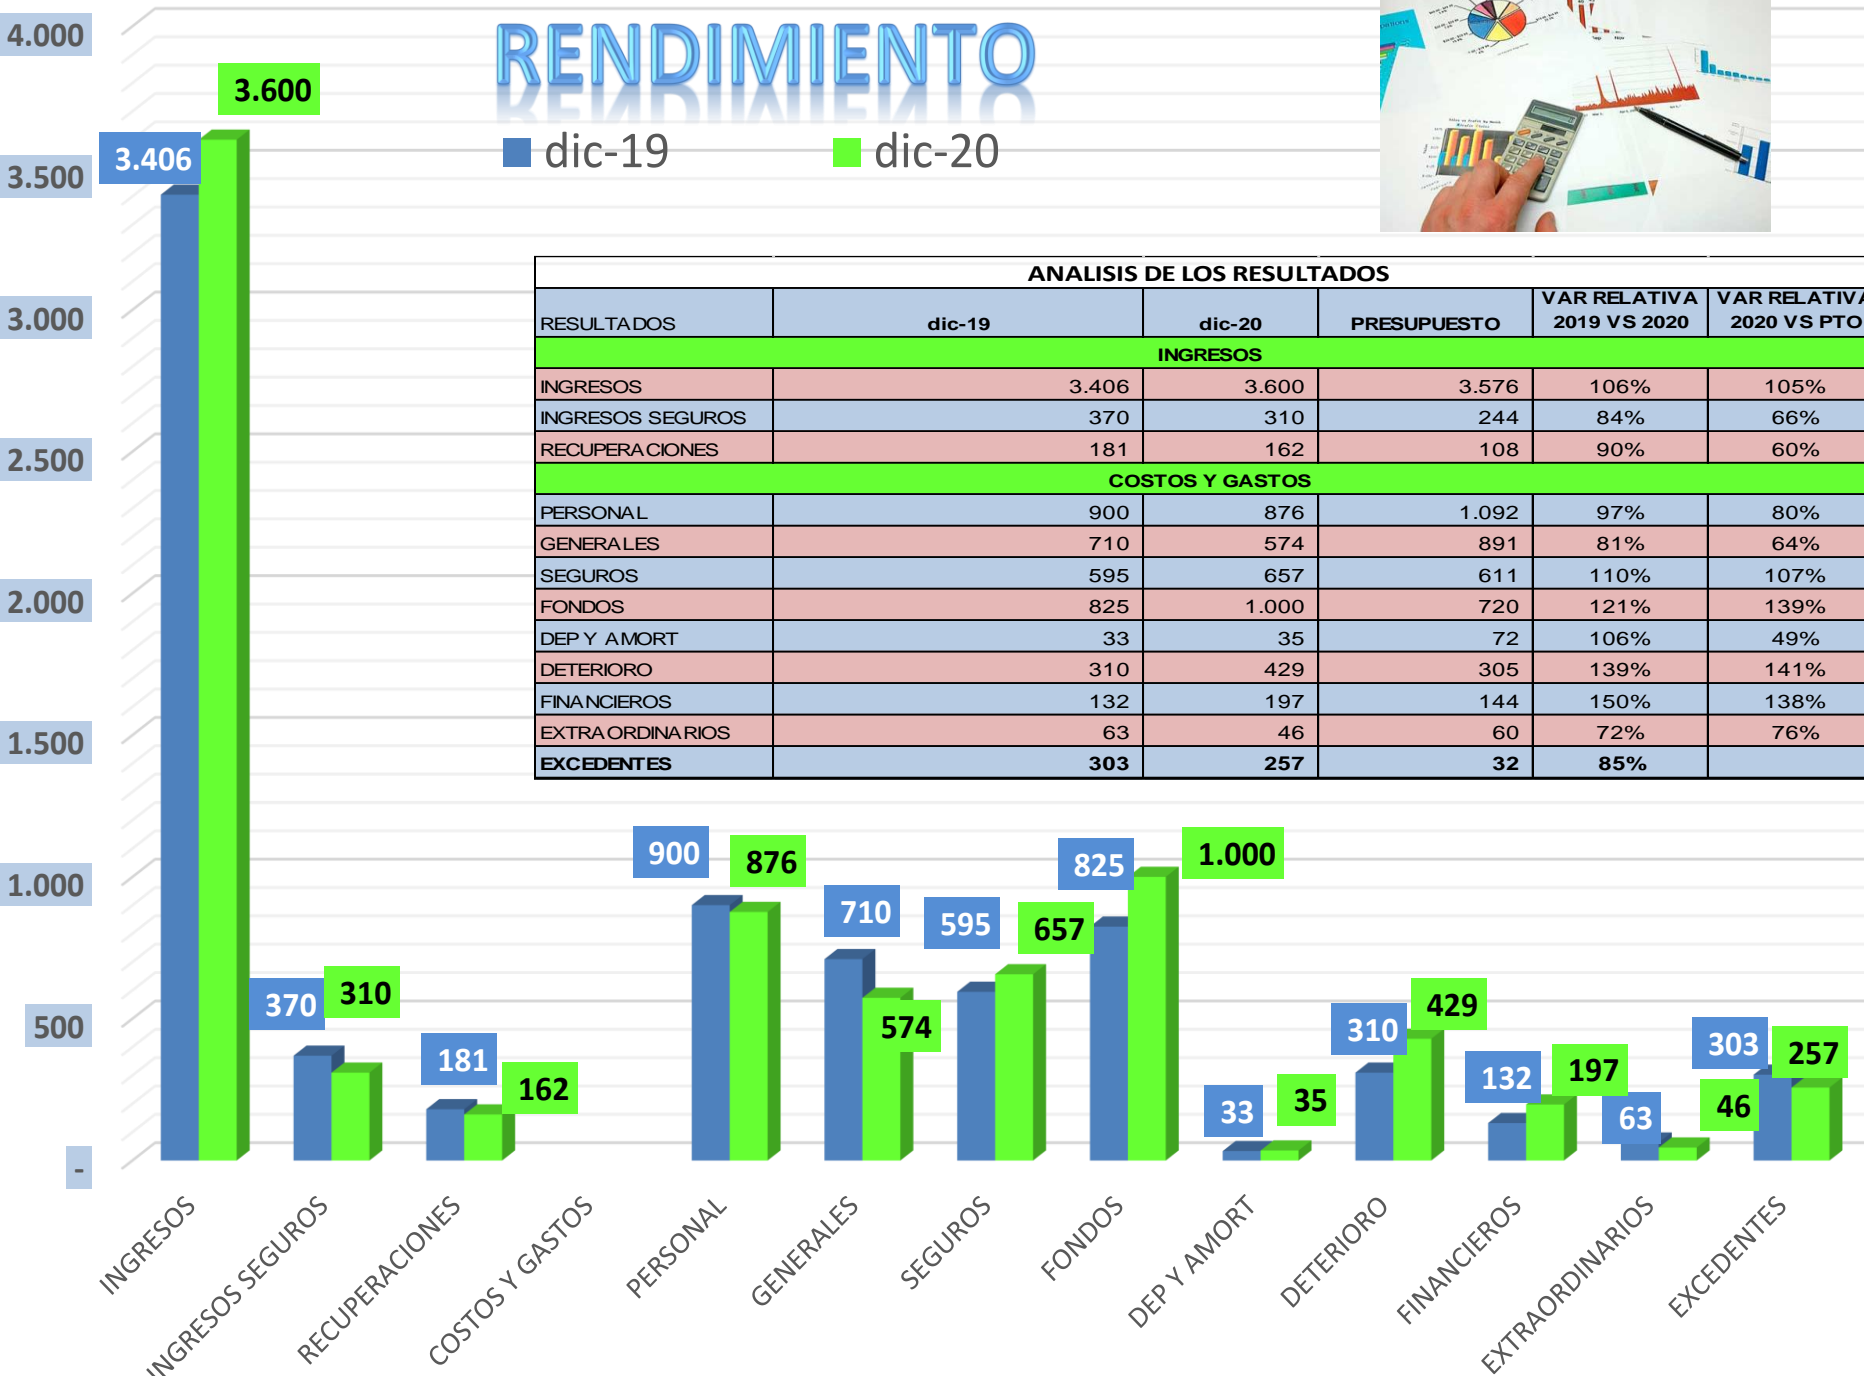 RENDIMIENTO
dic-19 dic-20
4.000
3.500
3.000
2.500
2.000
1.500
1.000
500
-
3.406 3.600
370 310
181 162
900 876
710 574
595 657
825 1.000
33 35
310 429
132 197
63 46
303 257
ANALISIS DE LOS RESULTADOS
RESULTADOS dic-19 dic-20 PRESUPUESTO VAR RELATIVA 2019 VS 2020 VAR RELATIVA 2020 VS PTO
INGRESOS
INGRESOS 3.406 3.600 3.576 106% 105%
INGRESOS SEGUROS 370 310 244 84% 66%
RECUPERACIONES 181 162 108 90% 60%
COSTOS Y GASTOS
PERSONAL 900 876 1.092 97% 80%
GENERALES 710 574 891 81% 64%
SEGUROS 595 657 611 110% 107%
FONDOS 825 1.000 720 121% 139%
DEP Y AMORT 33 35 72 106% 49%
DETERIORO 310 429 305 139% 141%
FINANCIEROS 132 197 144 150% 138%
EXTRAORDINARIOS 63 46 60 72% 76%
EXCEDENTES 303 257 32 85%
INGRESOS
INGRESOS SEGUROS
RECUPERACIONES
COSTOS Y GASTOS
PERSONAL
GENERALES
SEGUROS
FONDOS
DEP Y AMORT
DETERIORO
FINANCIEROS
EXTRAORDINARIOS
EXCEDENTES